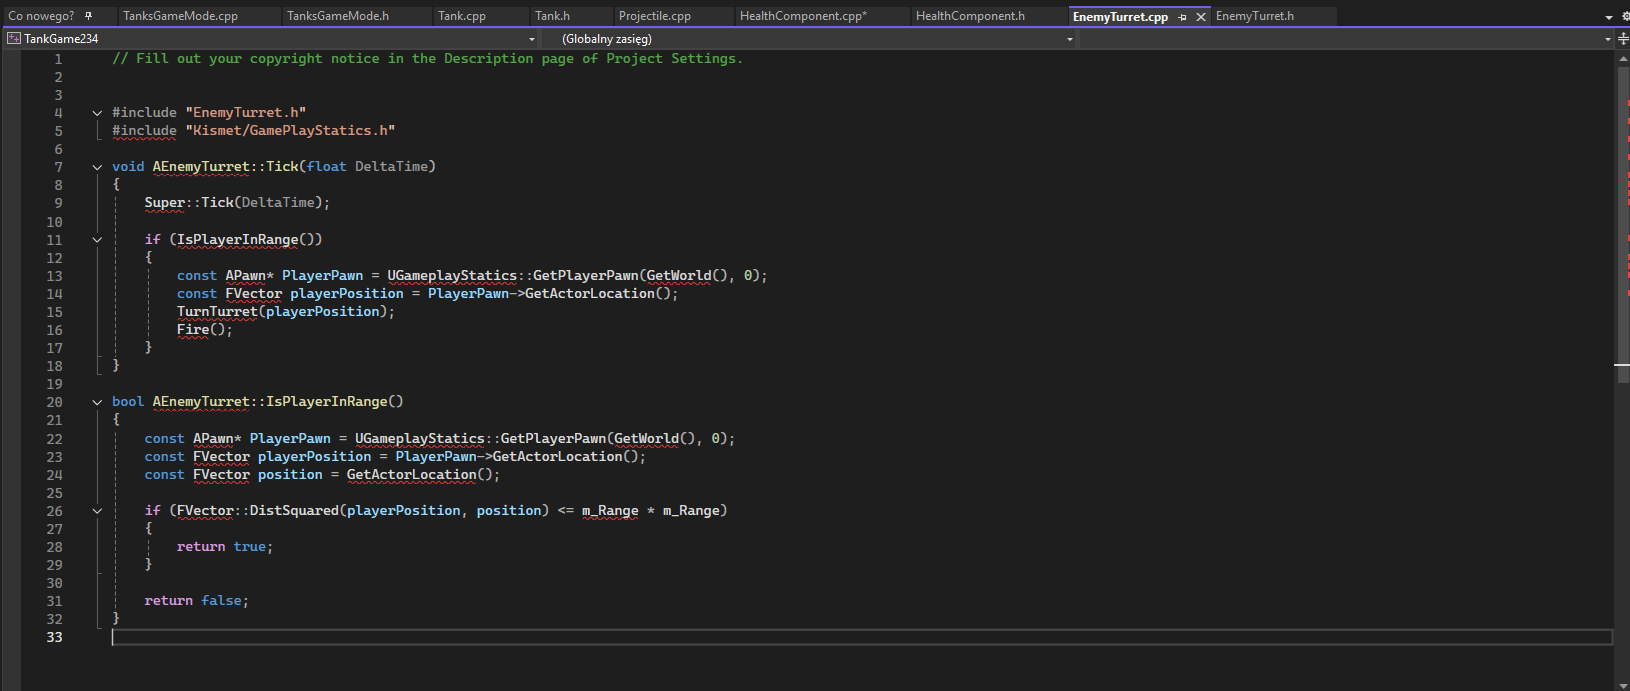 Co nowego? TanksGameMode.cpp TanksGameMode.h Tank.cpp Tank.h Projectile.cpp HealthComponent.cpp* HealthComponent.h EnemyTurret.cpp EnemyTurret.h
TankGame234 (Globalny zasięg)
1 // Fill out your copyright notice in the Description page of Project Settings.
2
3
4 #include "EnemyTurret.h"
5 #include "Kismet/GamePlayStatics.h"
6
7 void AEnemyTurret::Tick(float DeltaTime)
8 {
9 Super::Tick(DeltaTime);
10
11 if (IsPlayerInRange())
12 {
13 const APawn* PlayerPawn = UGameplayStatics::GetPlayerPawn(GetWorld(), 0);
14 const FVector playerPosition = PlayerPawn->GetActorLocation();
15 TurnTurret(playerPosition);
16 Fire();
17 }
18 }
19
20 bool AEnemyTurret::IsPlayerInRange()
21 {
22 const APawn* PlayerPawn = UGameplayStatics::GetPlayerPawn(GetWorld(), 0);
23 const FVector playerPosition = PlayerPawn->GetActorLocation();
24 const FVector position = GetActorLocation();
25
26 if (FVector::DistSquared(playerPosition, position) <= m_Range * m_Range)
27 {
28 return true;
29 }
30
31 return false;
32 }
33